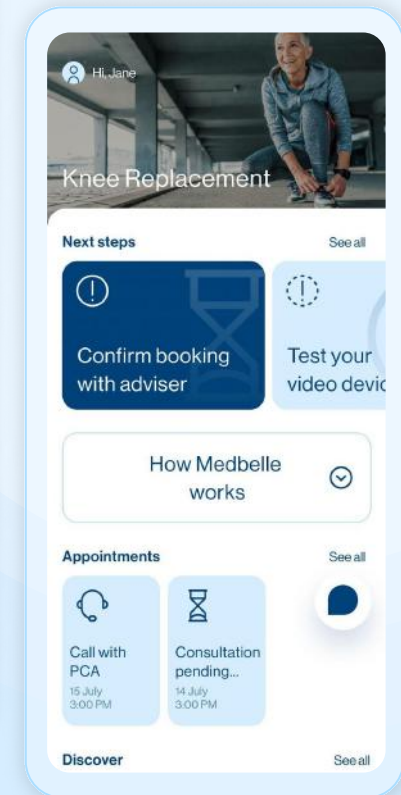 Hi, Jane
Knee Replacement
Next steps
See all
Confirm booking
with adviser
Test your
video devic
How Medbelle
works
Appointments
See all
Call with
PCA
15 July
3:00 PM
Consultation
pending...
14 July
3:00 PM
Discover
See all